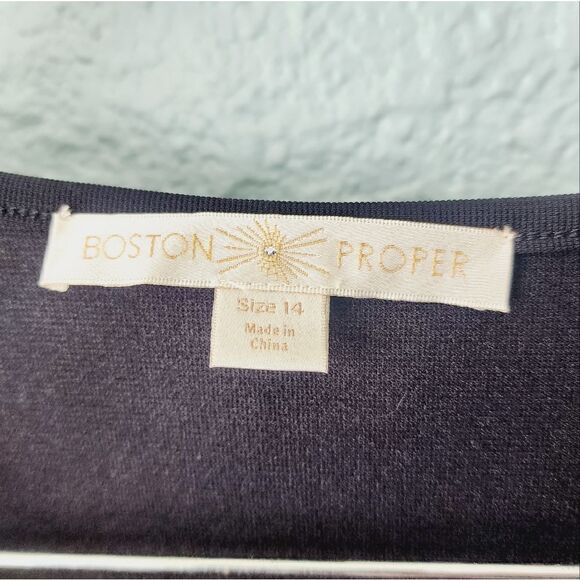 BOSTON PROPER
Size 14
Made in
China